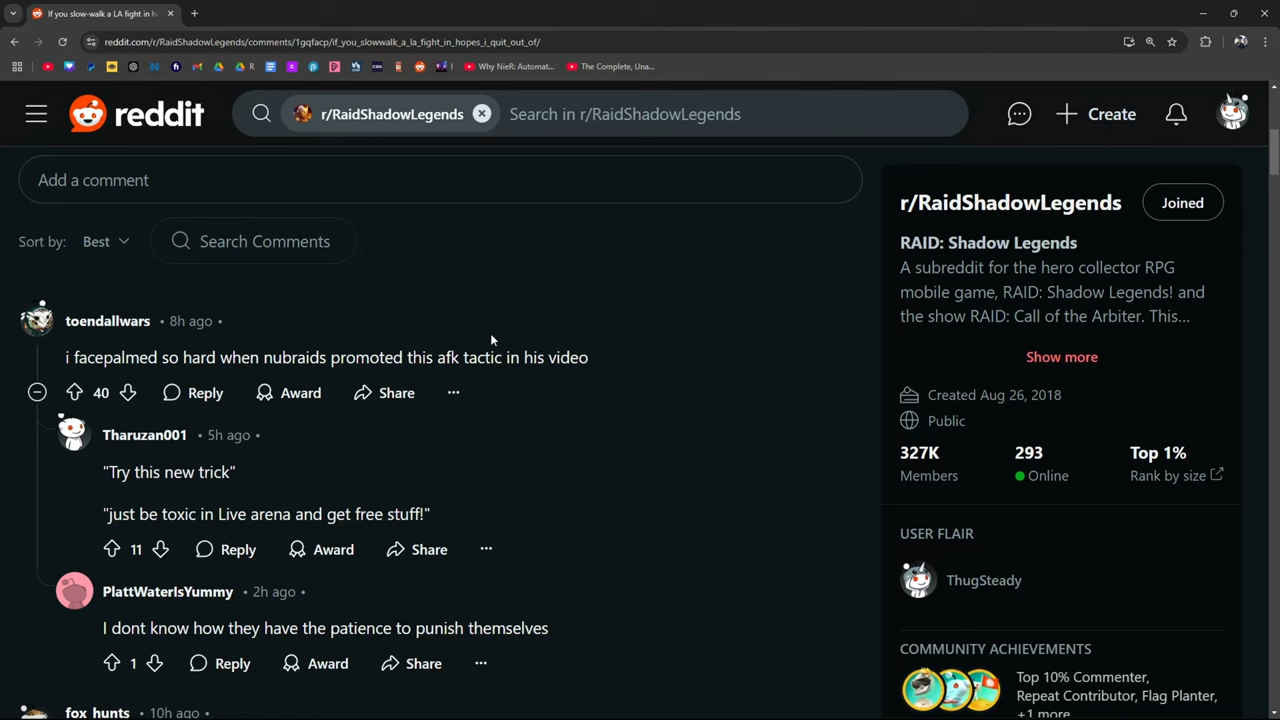 If you slow-walk a LA fight in h
reddit.com/r/RaidShadowLegends/comments/1gqfacp/if_you_slowwalk_a_la_fight_in_hopes_i_quit_out_of/
Why NieR: Automat...
The Complete, Una...
reddit
r/RaidShadowLegends
Search in r/RaidShadowLegends
Create
Add a comment
Sort by:
Best
Search Comments
toendallwars • 8h ago •
i facepalmed so hard when nubraids promoted this afk tactic in his video
40
Reply
Award
Share
Tharuzan001 • 5h ago •
"Try this new trick"
"just be toxic in Live arena and get free stuff!"
11
Reply
Award
Share
PlattWaterIsYummy • 2h ago •
I dont know how they have the patience to punish themselves
1
Reply
Award
Share
fox_hunts • 10h ago •
r/RaidShadowLegends
Joined
RAID: Shadow Legends
A subreddit for the hero collector RPG
mobile game, RAID: Shadow Legends! and
the show RAID: Call of the Arbiter. This...
Show more
Created Aug 26, 2018
Public
327K
293
Top 1%
Members
Online
Rank by size
USER FLAIR
ThugSteady
COMMUNITY ACHIEVEMENTS
Top 10% Commenter,
Repeat Contributor, Flag Planter,
+1 more